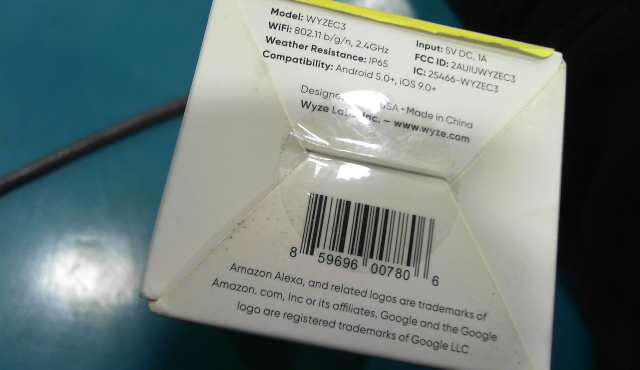 Model: WYZEC3
WiFi: 802.11 b/g/n, 2.4GHz
Weather Resistance: IP65
Compatibility: Android 5.0+, iOS 9.0+
Input: 5V DC, 1A
FCC ID: 2AUIUWYZEC3
IC: 25466-WYZEC3
USA • Made in China
Wyze Labs, Inc. – www.wyze.com
8 59696 00780 6
Amazon Alexa, and related logos are trademarks of
Amazon. com, Inc or its affiliates. Google and the Google
logo are registered trademarks of Google LLC